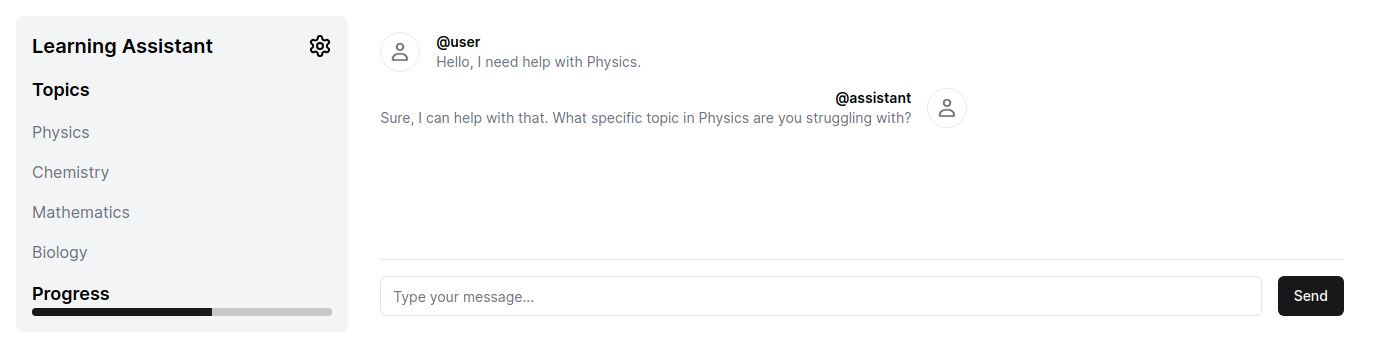 Learning Assistant
Topics
Physics
Chemistry
Mathematics
Biology
Progress
@user
Hello, I need help with Physics.
@assistant
Sure, I can help with that. What specific topic in Physics are you struggling with?
Type your message...
Send